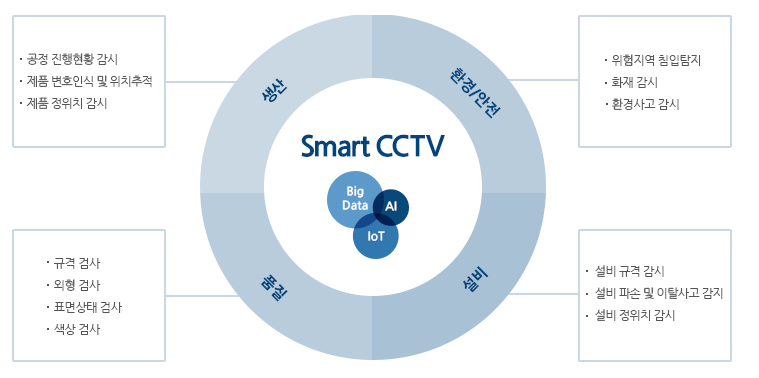 · 공정 진행현황 감시
· 제품 번호인식 및 위치추적
· 제품 정위치 감시
생산
환경/안전
· 위험지역 침입탐지
· 화재 감시
· 환경사고 감시
Smart CCTV
Big
Data
AI
IoT
· 규격 검사
· 외형 검사
· 표면상태 검사
· 색상 검사
품질
설비
· 설비 규격 감시
· 설비 파손 및 이탈사고 감지
· 설비 정위치 감시